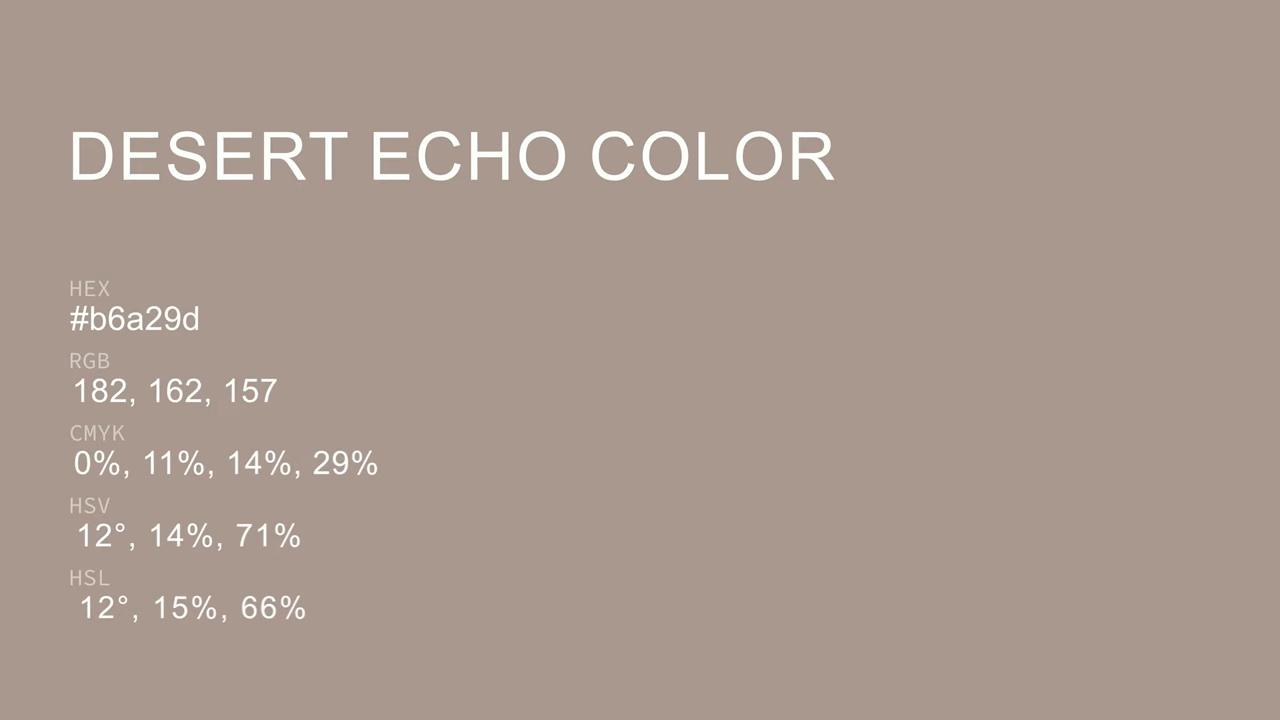 DESERT ECHO COLOR
HEX
#b6a29d
RGB
182, 162, 157
CMYK
0%, 11%, 14%, 29%
HSV
12°, 14%, 71%
HSL
12°, 15%, 66%